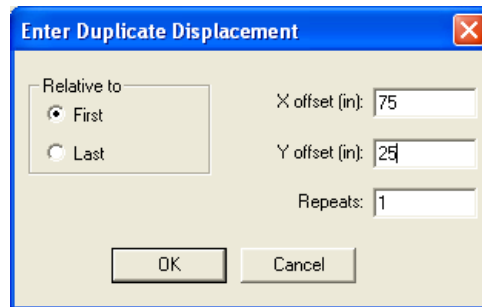 Enter Duplicate Displacement
Relative to
First
Last
X offset (in): 75
Y offset (in): 25
Repeats: 1
OK Cancel